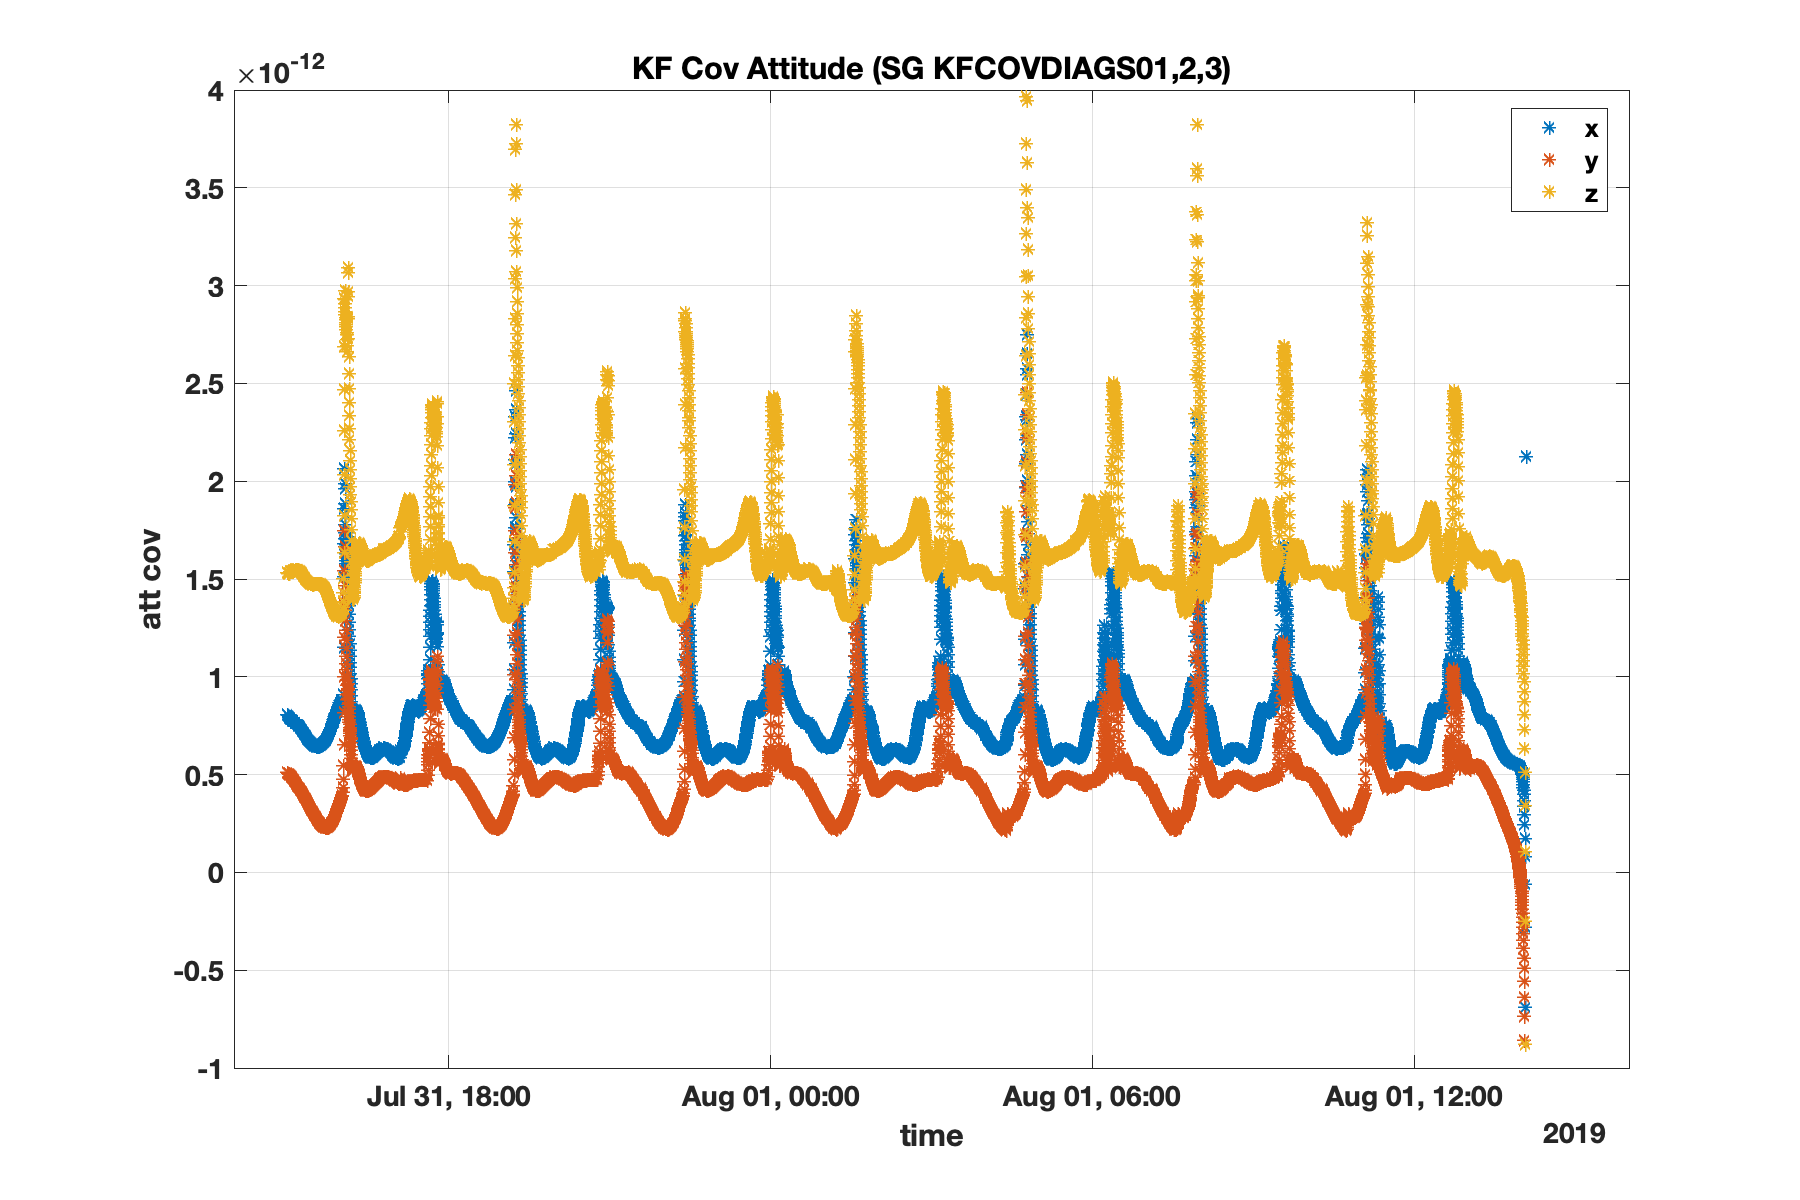 KF Cov Attitude (SG KFCOVDIAGS01,2,3)
×10-12
4
3.5
3
2.5
2
1.5
1
0.5
0
-0.5
-1
att cov
x
y
z
Jul 31, 18:00
Aug 01, 00:00
Aug 01, 06:00
Aug 01, 12:00
time
2019